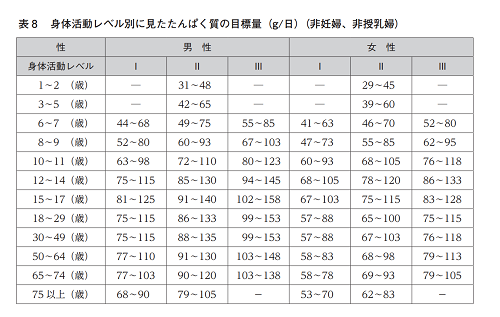 表 8　身体活動レベル別に見たたんぱく質の目標量（g/日）（非妊婦、非授乳婦）
性 男 性 女 性
身体活動レベル I II III I II III
1～2 （歳） ― 31～48 ― ― 29～45 ―
3～5 （歳） ― 42～65 ― ― 39～60 ―
6～7 （歳） 44～68 49～75 55～85 41～63 46～70 52～80
8～9 （歳） 52～80 60～93 67～103 47～73 55～85 62～95
10～11（歳） 63～98 72～110 80～123 60～93 68～105 76～118
12～14（歳） 75～115 85～130 94～145 68～105 78～120 86～133
15～17（歳） 81～125 91～140 102～158 67～103 75～115 83～128
18～29（歳） 75～115 86～133 99～153 57～88 65～100 75～115
30～49（歳） 75～115 88～135 99～153 57～88 67～103 76～118
50～64（歳） 77～110 91～130 103～148 58～83 68～98 79～113
65～74（歳） 77～103 90～120 103～138 58～78 69～93 79～105
75 以上（歳） 68～90 79～105 － 53～70 62～83 －